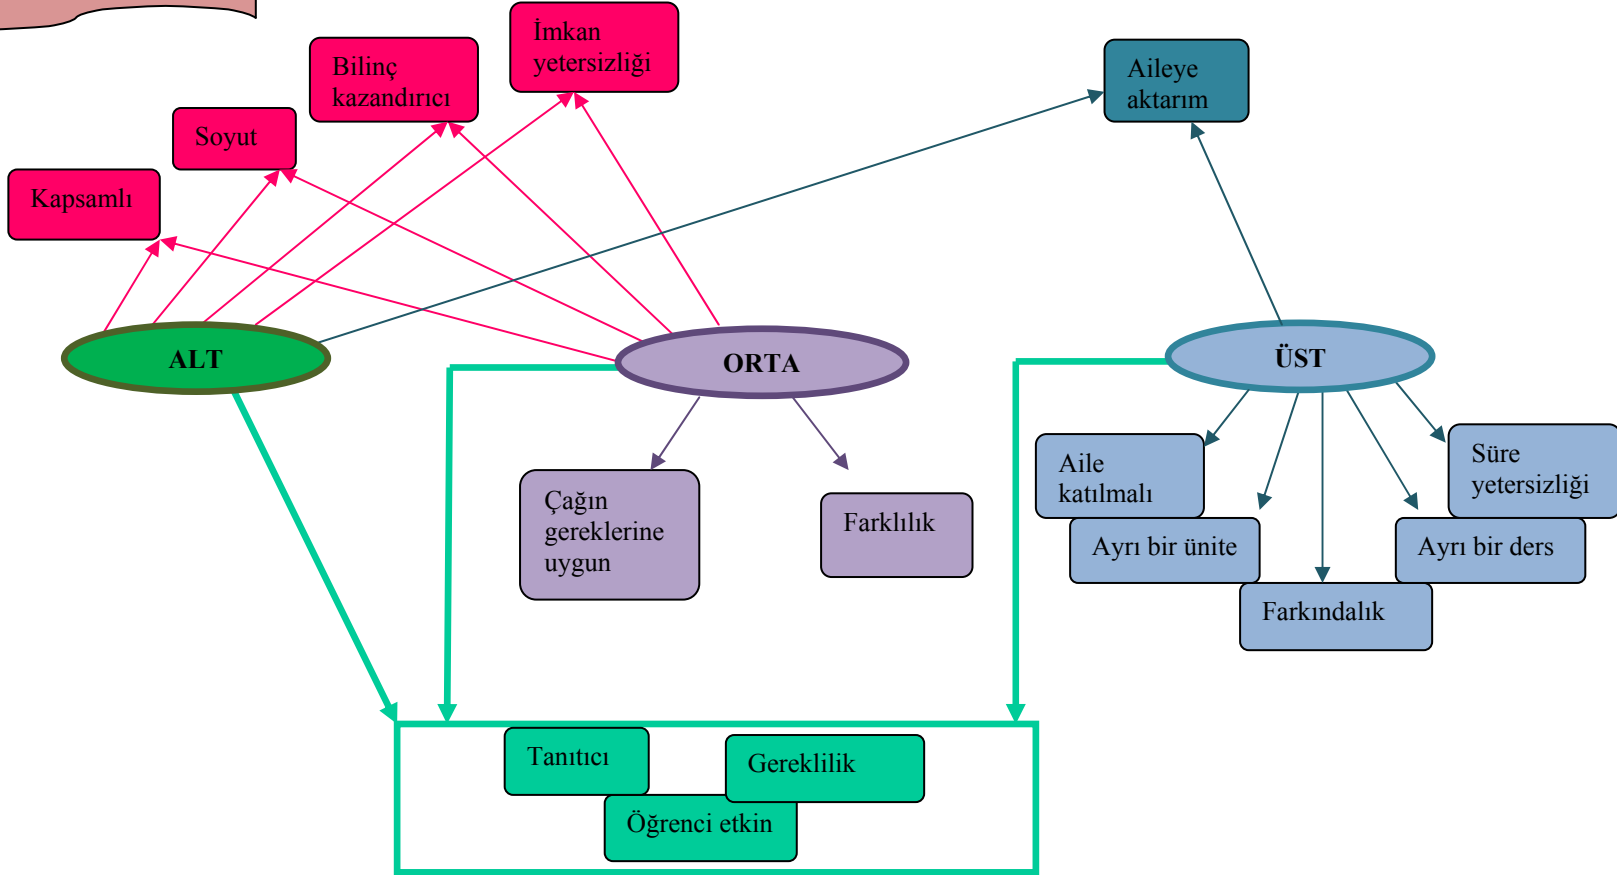 İmkan
yetersizliği
Bilinç
kazandırıcı
Aileye
aktarım
Soyut
Kapsamlı
ALT
ORTA
ÜST
Aile
katılmalı
Süre
yetersizliği
Çağın
gereklerine
uygun
Farklılık
Ayrı bir ünite
Ayrı bir ders
Farkındalık
Tanıtıcı
Gereklilik
Öğrenci etkin